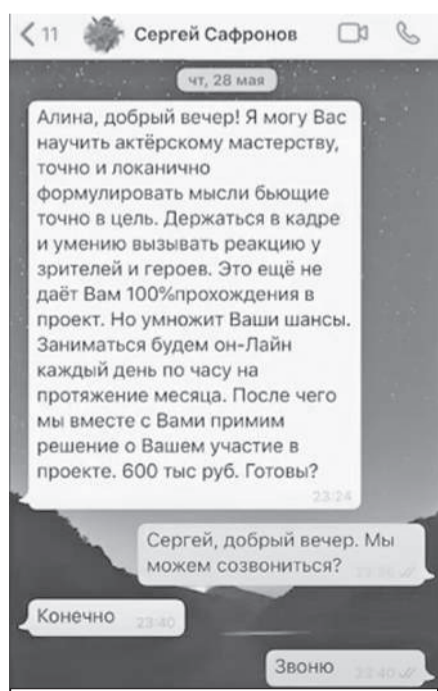 11 Сергей Сафронов
чт, 28 мая
Алина, добрый вечер! Я могу Вас
научить актёрскому мастерству,
точно и локанично
формулировать мысли бьющие
точно в цель. Держаться в кадре
и умению вызывать реакцию у
зрителей и героев. Это ещё не
даёт Вам 100%прохождения в
проект. Но умножит Ваши шансы.
Заниматься будем он-Лайн
каждый день по часу на
протяжение месяца. После чего
мы вместе с Вами примим
решение о Вашем участие в
проекте. 600 тыс руб. Готовы?
23:24
Сергей, добрый вечер. Мы
можем созвониться?
Конечно 23:40
Звоню 23:40